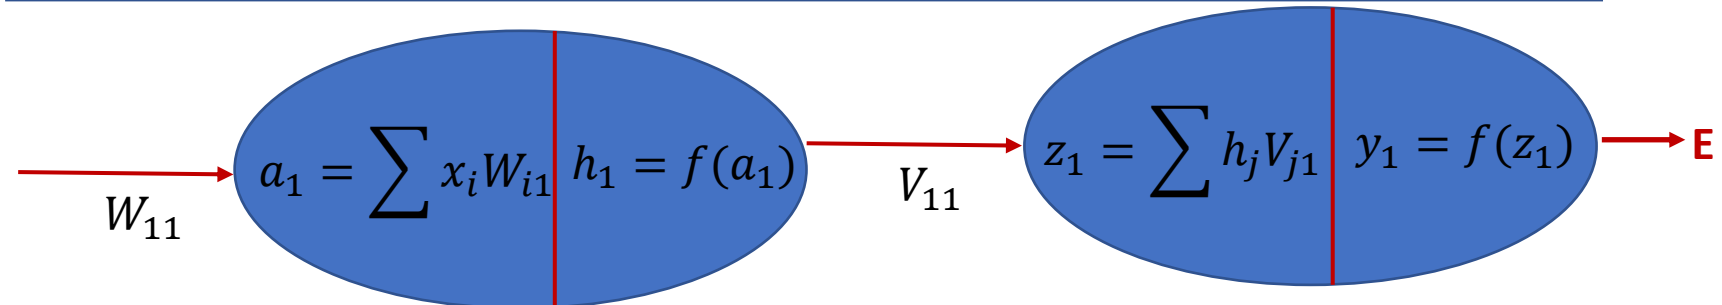 a₁ = ∑ xᵢWᵢ₁
h₁ = f(a₁)
z₁ = ∑ hⱼVⱼ₁
y₁ = f(z₁)
E
W₁₁
V₁₁